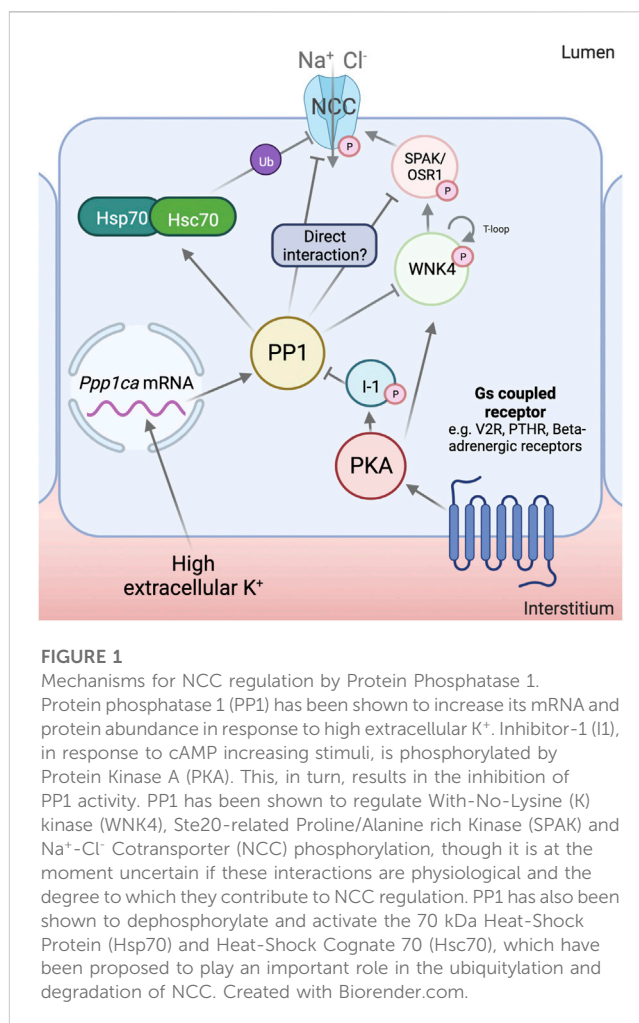 Lumen
Na⁺ Cl⁻
NCC
P
SPAK/
OSR1
P
Ub
Hsp70 Hsc70
Direct
interaction?
T-loop
P
WNK4
PP1
Ppp1ca mRNA
I-1
P
Gs coupled
receptor
e.g. V2R, PTHR, Beta-
adrenergic receptors
PKA
High
extracellular K⁺
Interstitium
FIGURE 1
Mechanisms for NCC regulation by Protein Phosphatase 1.
Protein phosphatase 1 (PP1) has been shown to increase its mRNA and
protein abundance in response to high extracellular K⁺. Inhibitor-1 (I1),
in response to cAMP increasing stimuli, is phosphorylated by
Protein Kinase A (PKA). This, in turn, results in the inhibition of
PP1 activity. PP1 has been shown to regulate With-No-Lysine (K)
kinase (WNK4), Ste20-related Proline/Alanine rich Kinase (SPAK) and
Na⁺-Cl⁻ Cotransporter (NCC) phosphorylation, though it is at the
moment uncertain if these interactions are physiological and the
degree to which they contribute to NCC regulation. PP1 has also been
shown to dephosphorylate and activate the 70 kDa Heat-Shock
Protein (Hsp70) and Heat-Shock Cognate 70 (Hsc70), which have
been proposed to play an important role in the ubiquitylation and
degradation of NCC. Created with Biorender.com.